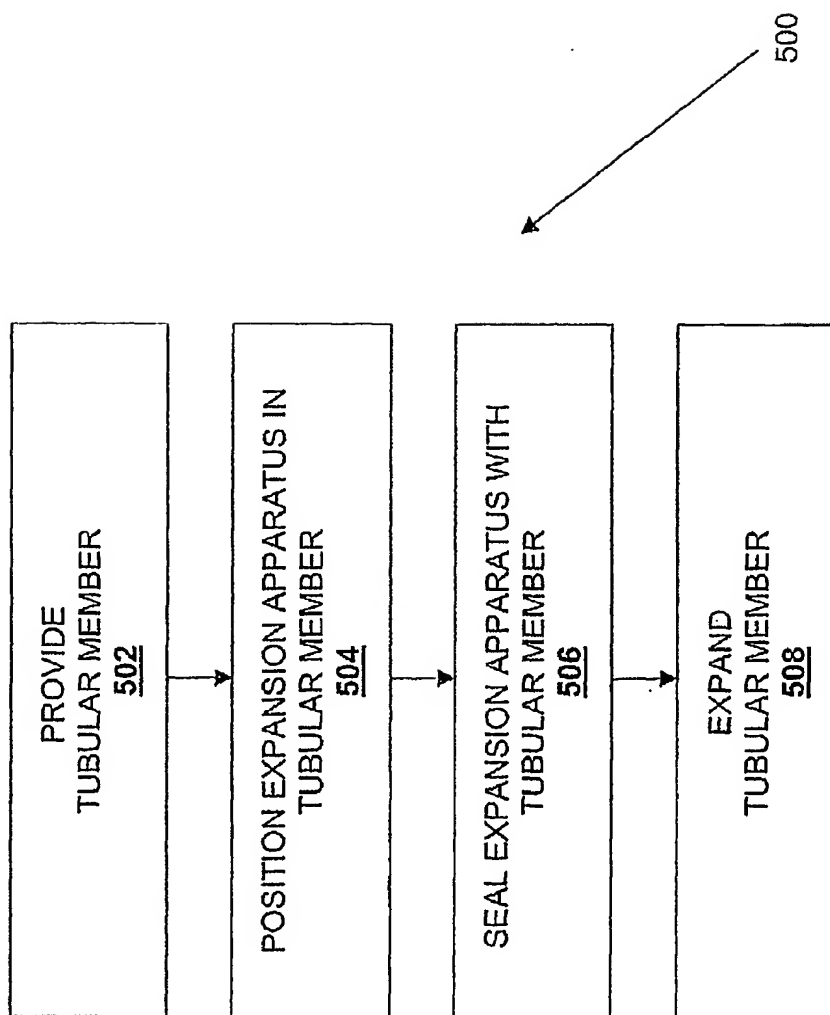 PROVIDE
TUBULAR MEMBER
502
POSITION EXPANSION APPARATUS IN
TUBULAR MEMBER
504
SEAL EXPANSION APPARATUS WITH
TUBULAR MEMBER
506
EXPAND
TUBULAR MEMBER
508
500